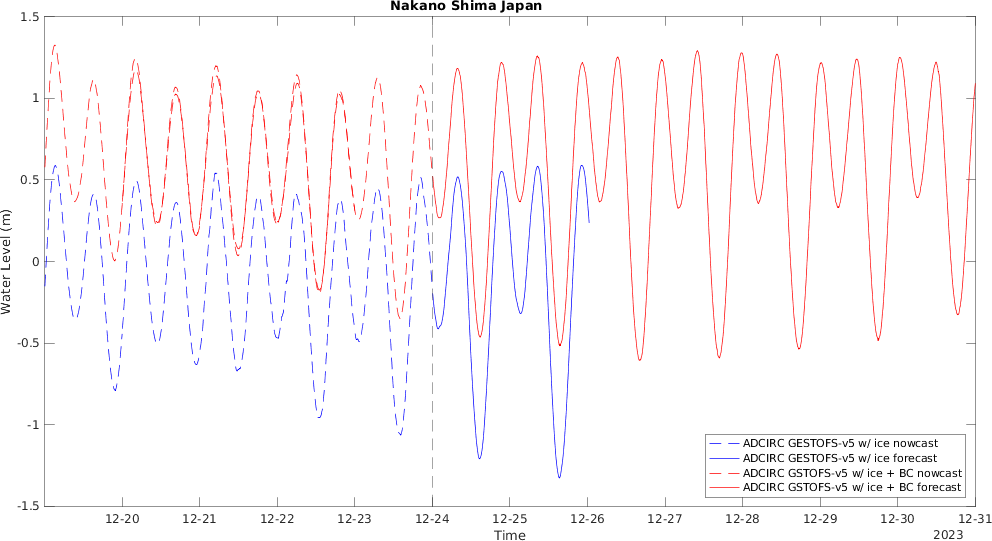 Nakano Shima Japan
1.5
1
0.5
0
-0.5
-1
-1.5
Water Level (m)
ADCIRC GESTOFS-v5 w/ ice nowcast
ADCIRC GESTOFS-v5 w/ ice forecast
ADCIRC GSTOFS-v5 w/ ice + BC nowcast
ADCIRC GSTOFS-v5 w/ ice + BC forecast
12-20 12-21 12-22 12-23 12-24 12-25 12-26 12-27 12-28 12-29 12-30 12-31
Time
2023